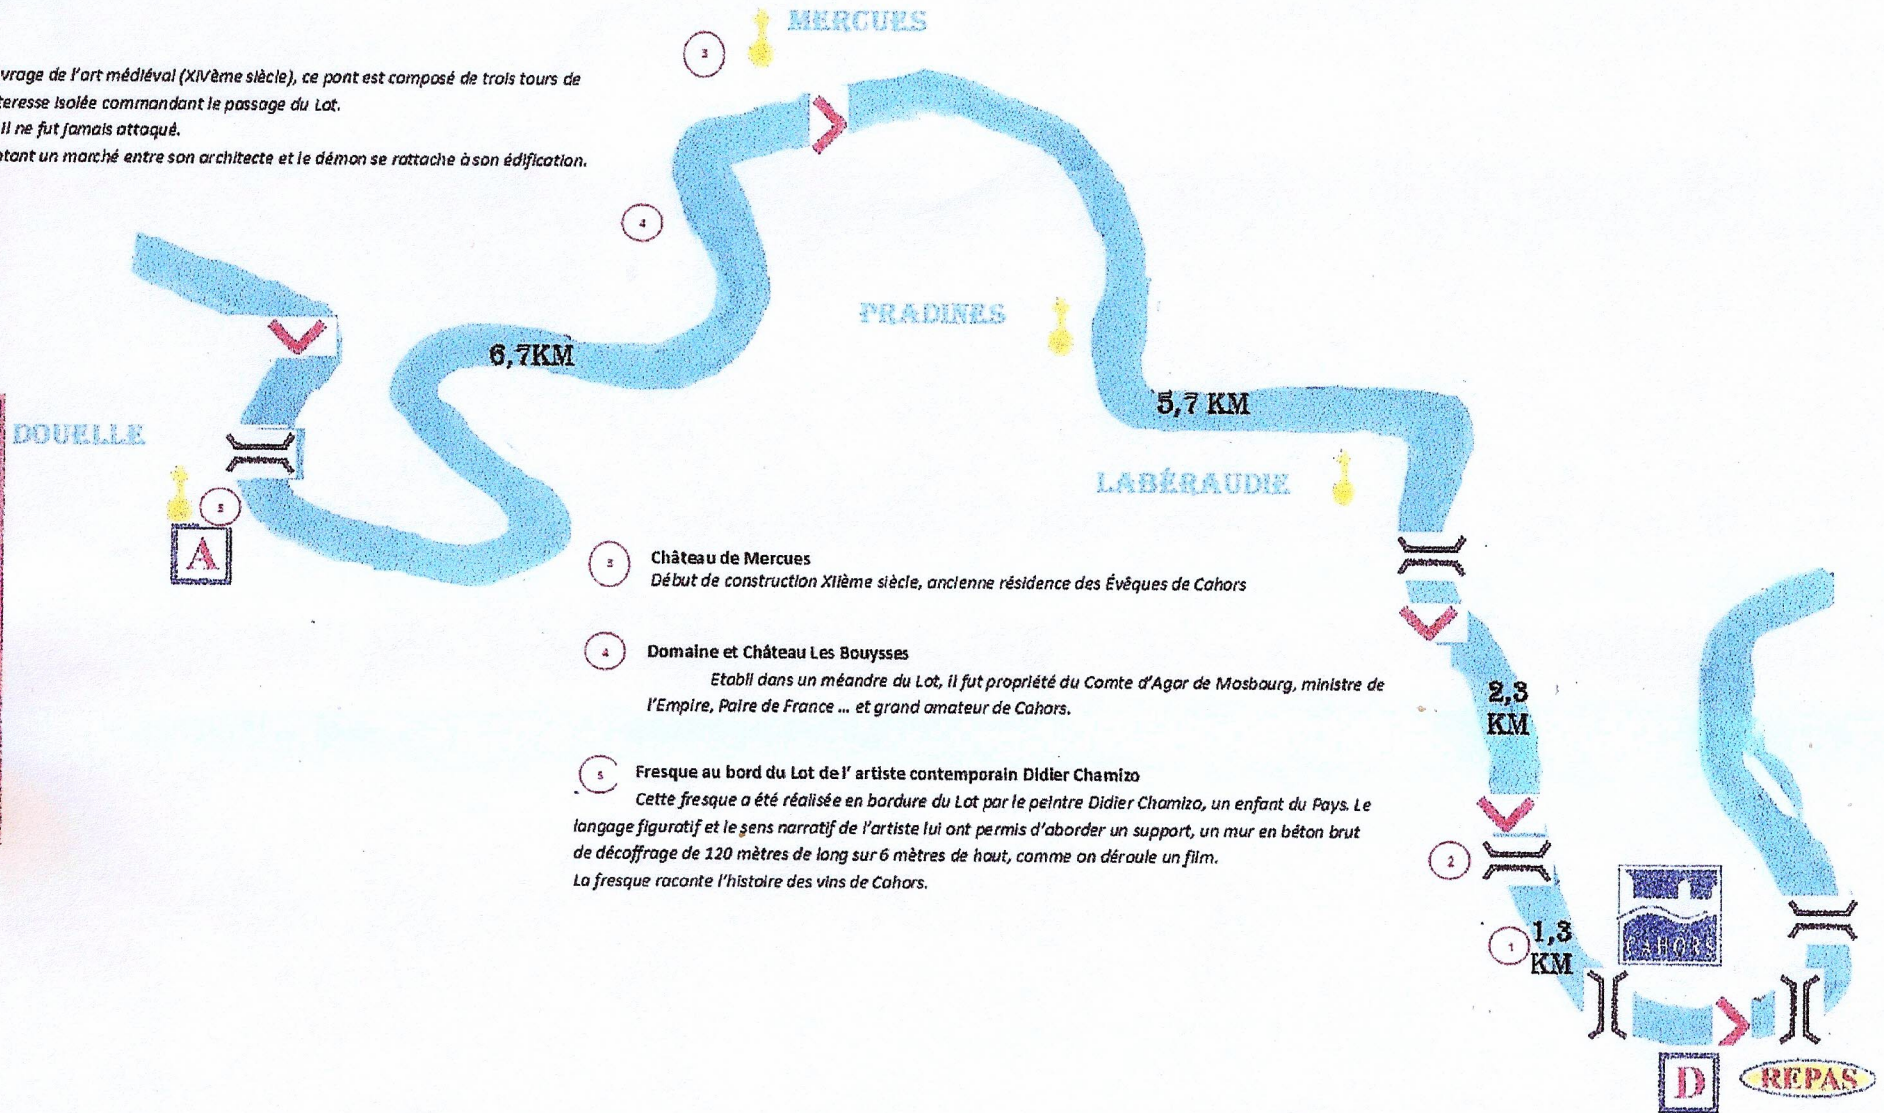 MERCUES
3
vrage de l'art médiéval (XIVème siècle), ce pont est composé de trois tours de
teresse isolée commandant le passage du Lot.
il ne fut jamais attaqué.
ntant un marché entre son architecte et le démon se rattache à son édification.
4
PRADINES
6,7KM
5,7 KM
DOUELLE
LABÉRAUDIE
5
A
3
Château de Mercues
Début de construction XIIème siècle, ancienne résidence des Évêques de Cahors
4
Domaine et Château Les Bouysses
Etabli dans un méandre du Lot, il fut propriété du Comte d'Agar de Mosbourg, ministre de
l'Empire, Paire de France ... et grand amateur de Cahors.
2,3
KM
5
Fresque au bord du Lot de l' artiste contemporain Didier Chamizo
Cette fresque a été réalisée en bordure du Lot par le peintre Didier Chamizo, un enfant du Pays. Le
langage figuratif et le sens narratif de l'artiste lui ont permis d'aborder un support, un mur en béton brut
de décoffrage de 120 mètres de long sur 6 mètres de haut, comme on déroule un film.
La fresque raconte l'histoire des vins de Cahors.
2
1
1,3
KM
CAHORS
D
REPAS